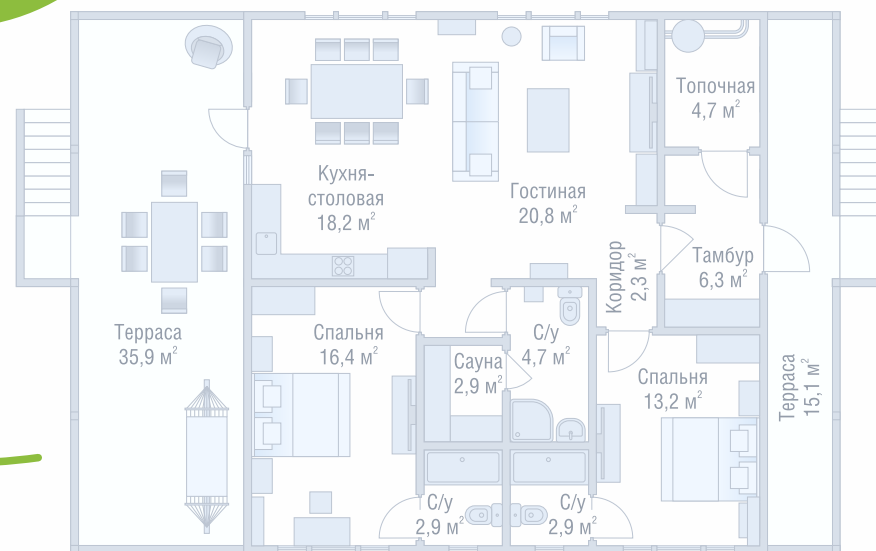 Топочная
4,7 м²
Кухня-
столовая
18,2 м²
Гостиная
20,8 м²
Коридор
2,3 м²
Тамбур
6,3 м²
Терраса
35,9 м²
Спальня
16,4 м²
С/у
4,7 м²
Сауна
2,9 м²
Спальня
13,2 м²
Терраса
15,1 м²
С/у
2,9 м²
С/у
2,9 м²